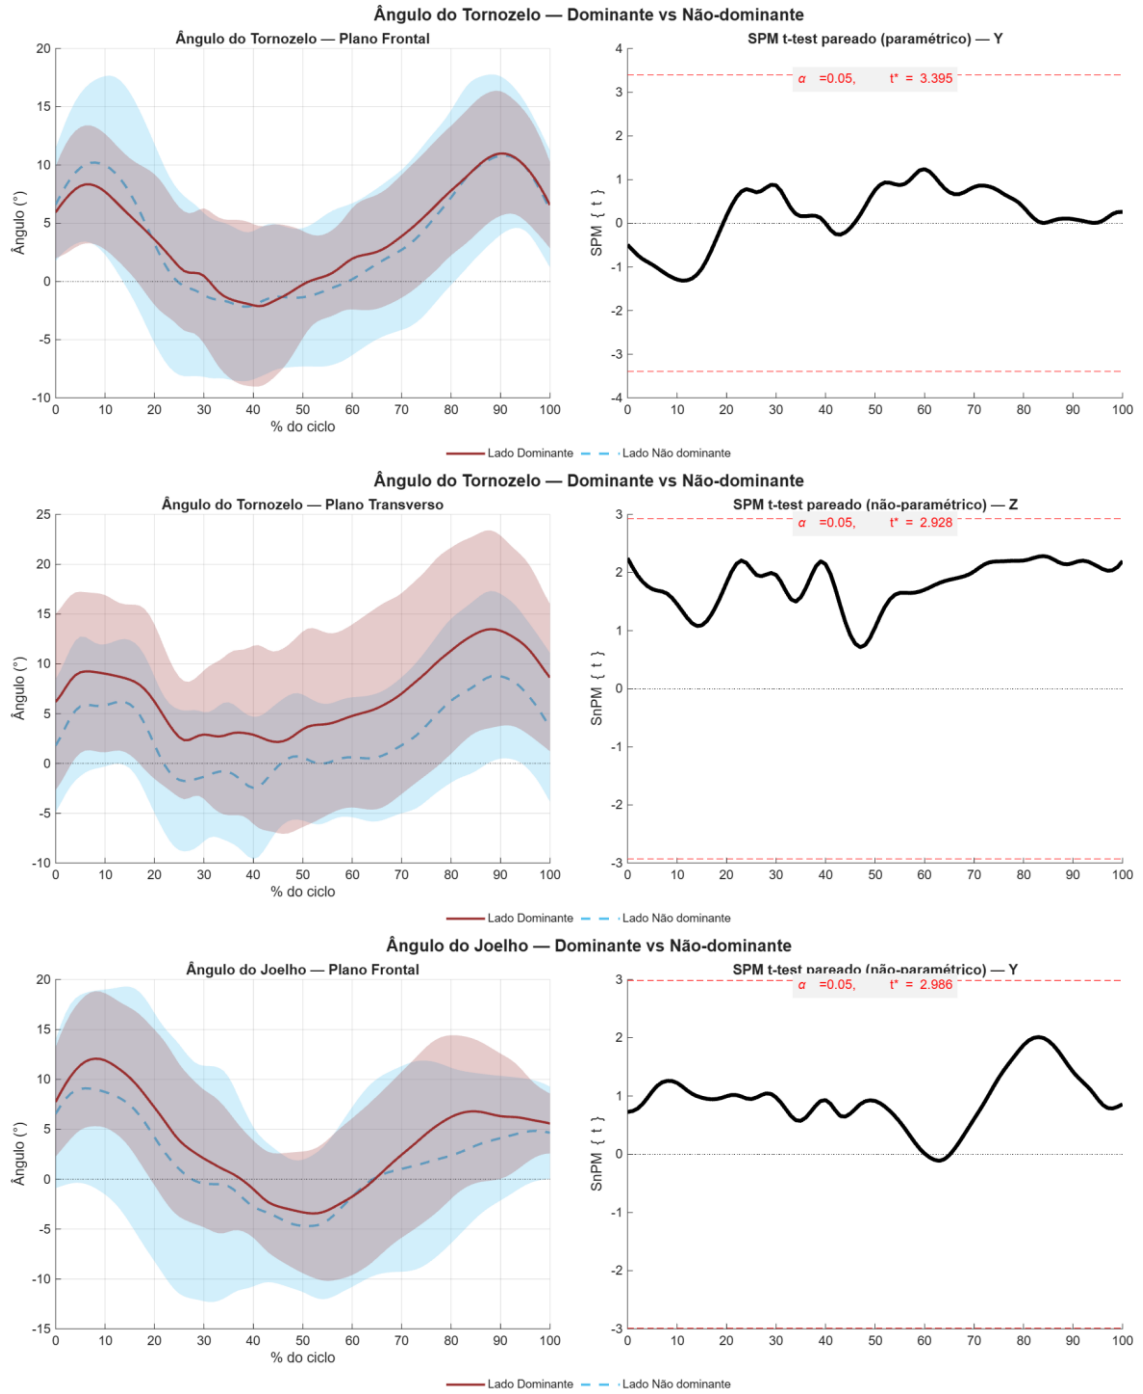 Ângulo do Tornozelo — Dominante vs Não-dominante
Ângulo do Tornozelo — Plano Frontal
20
15
10
5
0
-5
-10
Ângulo (°)
0 10 20 30 40 50 60 70 80 90 100
% do ciclo
SPM t-test pareado (paramétrico) — Y
α =0.05, t* = 3.395
4
3
2
1
0
-1
-2
-3
-4
SPM { t }
0 10 20 30 40 50 60 70 80 90 100
Lado Dominante Lado Não dominante
Ângulo do Tornozelo — Dominante vs Não-dominante
Ângulo do Tornozelo — Plano Transverso
25
20
15
10
5
0
-5
-10
Ângulo (°)
0 10 20 30 40 50 60 70 80 90 100
% do ciclo
SPM t-test pareado (não-paramétrico) — Z
α =0.05, t* = 2.928
3
2
1
0
-1
-2
-3
SnPM { t }
0 10 20 30 40 50 60 70 80 90 100
Lado Dominante Lado Não dominante
Ângulo do Joelho — Dominante vs Não-dominante
Ângulo do Joelho — Plano Frontal
20
15
10
5
0
-5
-10
-15
Ângulo (°)
0 10 20 30 40 50 60 70 80 90 100
% do ciclo
SPM t-test pareado (não-paramétrico) — Y
α =0.05, t* = 2.986
3
2
1
0
-1
-2
-3
SnPM { t }
0 10 20 30 40 50 60 70 80 90 100
Lado Dominante Lado Não dominante